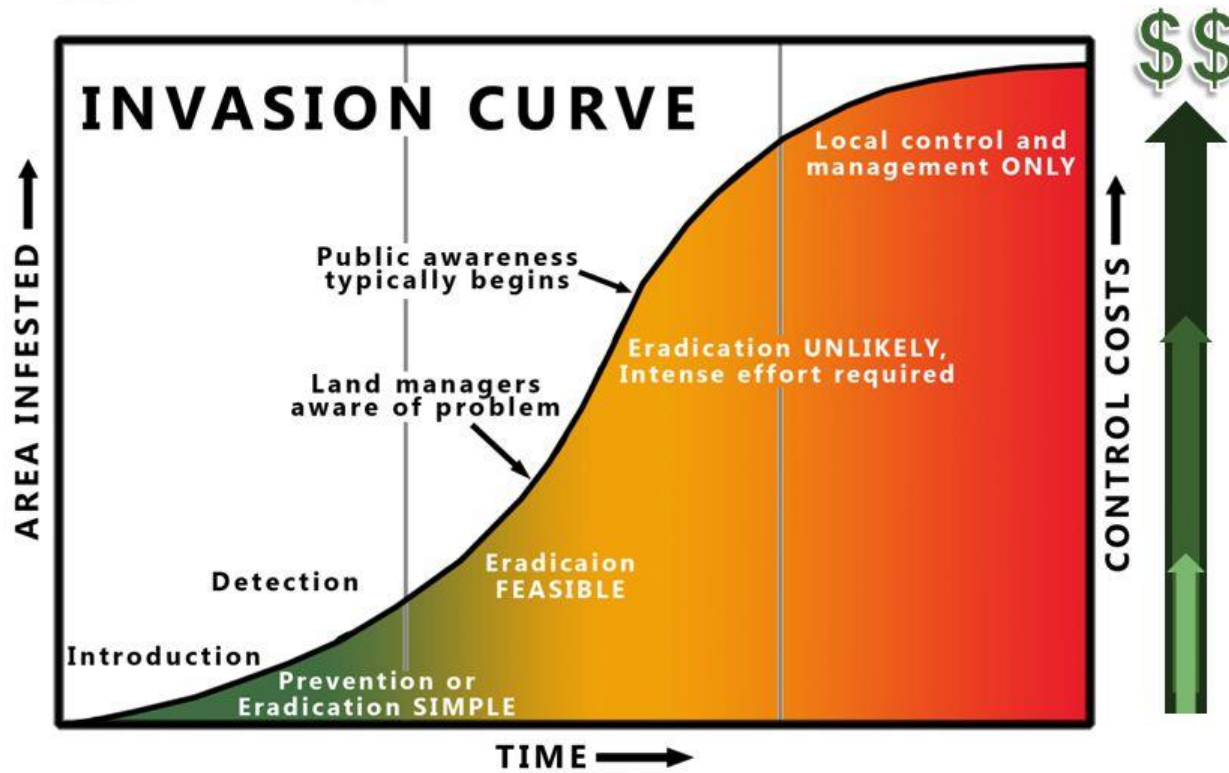 $$
INVASION CURVE
Local control and
management ONLY
Public awareness
typically begins
Eradication UNLIKELY,
Intense effort required
Land managers
aware of problem
Eradicaion
FEASIBLE
Detection
Introduction
Prevention or
Eradication SIMPLE
AREA INFESTED
CONTROL COSTS
TIME